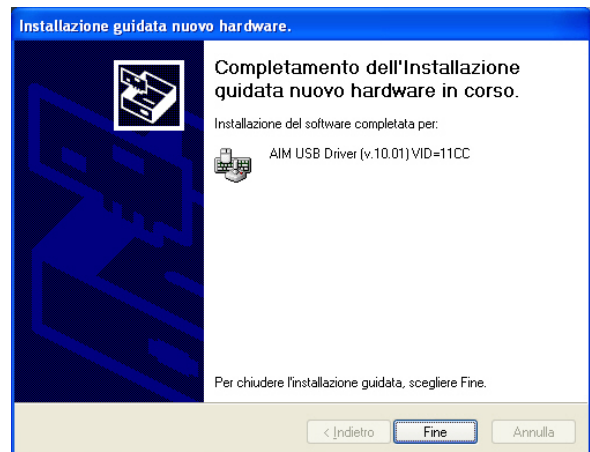 Installazione guidata nuovo hardware.
Completamento dell'Installazione
guidata nuovo hardware in corso.
Installazione del software completata per:
AIM USB Driver (v.10.01) VID=11CC
Per chiudere l'installazione guidata, scegliere Fine.
< Indietro
Fine
Annulla